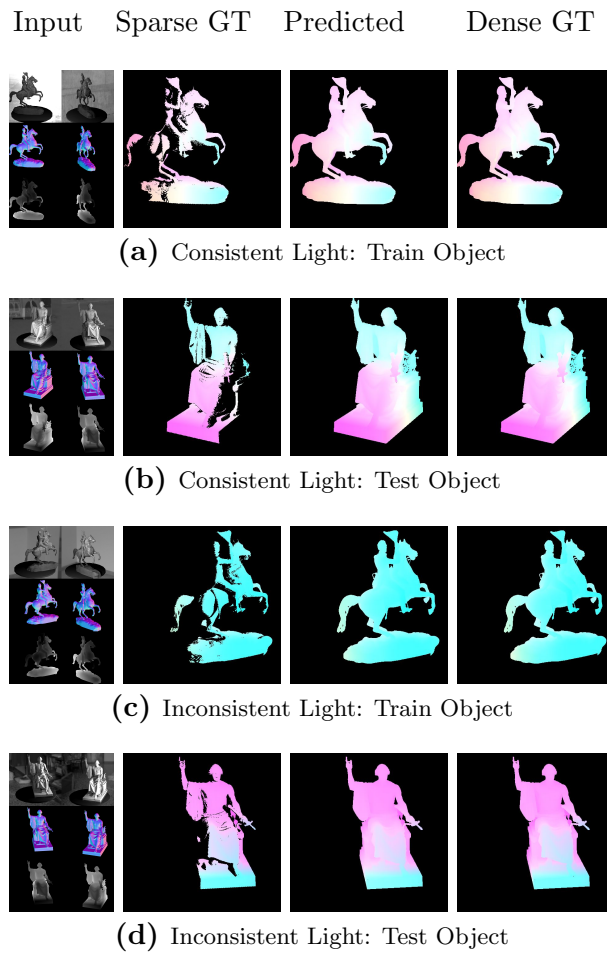 Input Sparse GT Predicted Dense GT
(a) Consistent Light: Train Object
(b) Consistent Light: Test Object
(c) Inconsistent Light: Train Object
(d) Inconsistent Light: Test Object